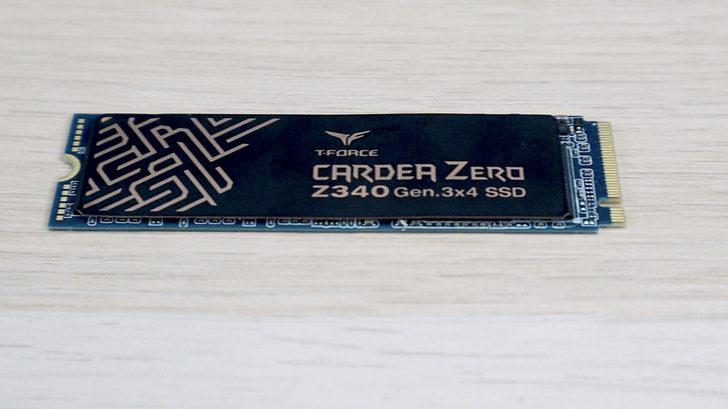 T-FORCE
CARDEA ZERO
Z340 Gen.3x4 SSD